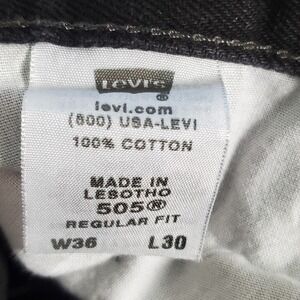 LEVI'S
®
levi.com
(800) USA-LEVI
100% COTTON
MADE IN
LESOTHO
505®
REGULAR FIT
W36 L30